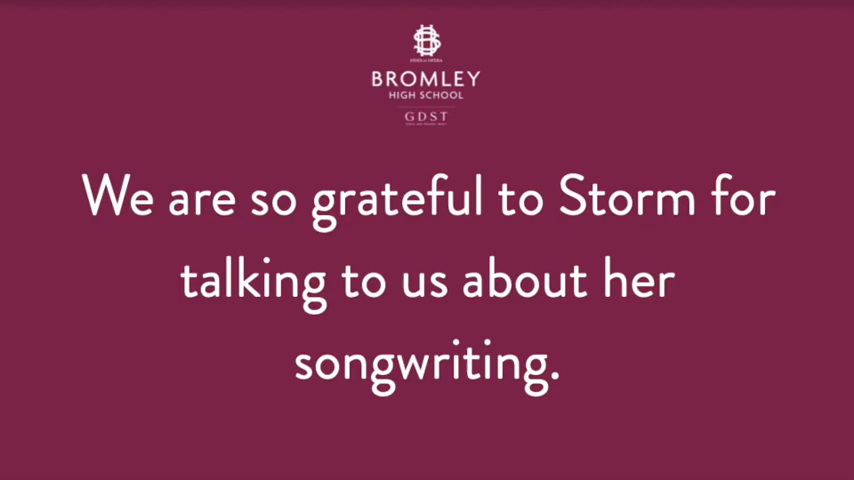 BROMLEY
HIGH SCHOOL
GDST
We are so grateful to Storm for
talking to us about her
songwriting.